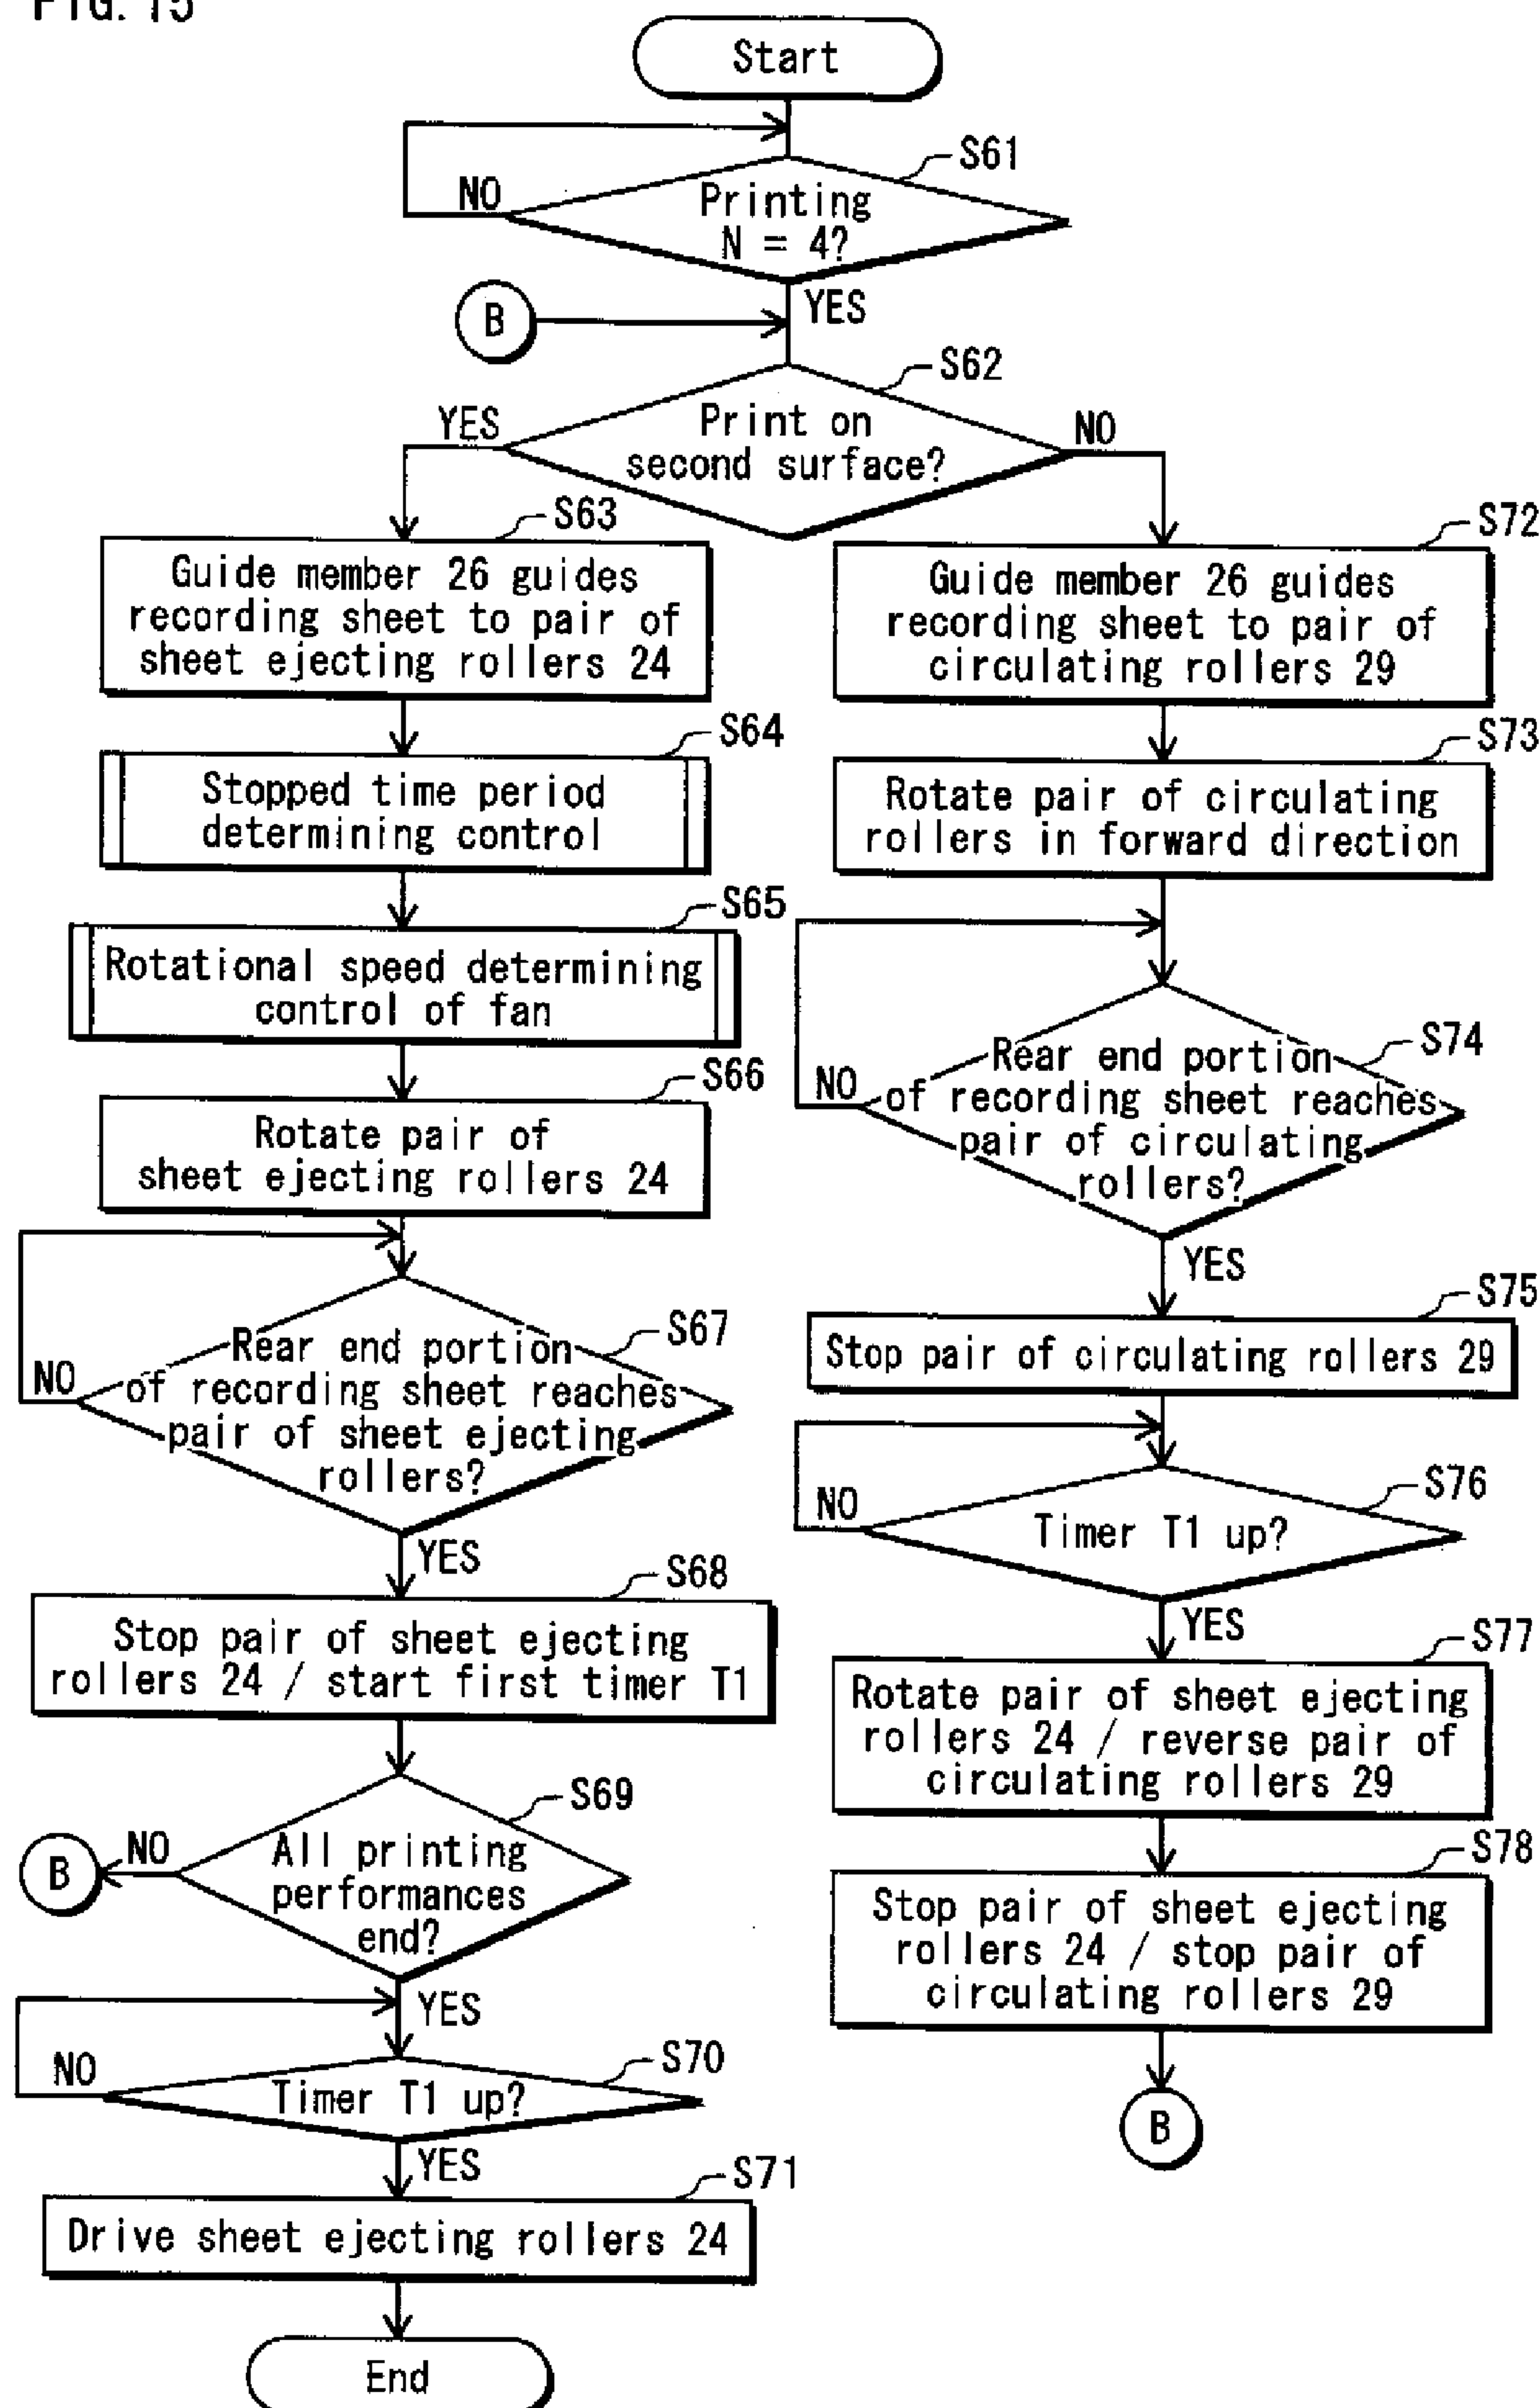 FIG. 15
Start
S61
NO
Printing
N = 4?
B
YES
S62
YES
Print on
second surface?
NO
S63
Guide member 26 guides
recording sheet to pair of
sheet ejecting rollers 24
S64
Stopped time period
determining control
S65
Rotational speed determining
control of fan
S66
Rotate pair of
sheet ejecting rollers 24
S67
NO
Rear end portion
of recording sheet reaches
pair of sheet ejecting
rollers?
YES
S68
Stop pair of sheet ejecting
rollers 24 / start first timer T1
S69
B
NO
All printing
performances
end?
YES
S70
NO
Timer T1 up?
YES
S71
Drive sheet ejecting rollers 24
End
S72
Guide member 26 guides
recording sheet to pair of
circulating rollers 29
S73
Rotate pair of circulating
rollers in forward direction
S74
NO
Rear end portion
of recording sheet reaches
pair of circulating
rollers?
YES
S75
Stop pair of circulating rollers 29
S76
NO
Timer T1 up?
YES
S77
Rotate pair of sheet ejecting
rollers 24 / reverse pair of
circulating rollers 29
S78
Stop pair of sheet ejecting
rollers 24 / stop pair of
circulating rollers 29
B